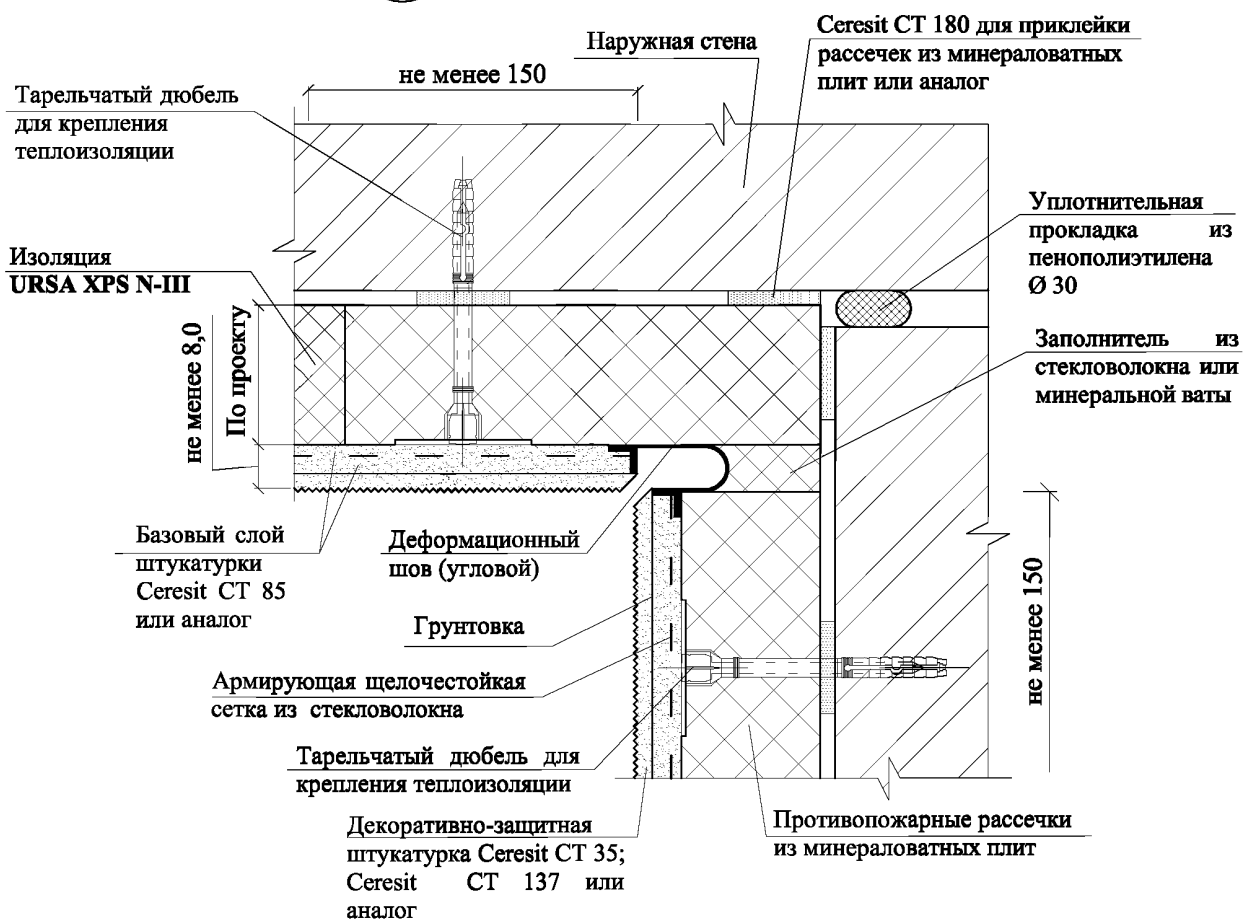 Ceresit CT 180 для приклейки
рассечек из минераловатных
плит или аналог
Наружная стена
не менее 150
Тарельчатый дюбель
для крепления
теплоизоляции
Уплотнительная
прокладка из
пенополиэтилена
Ø 30
Изоляция
URSA XPS N-III
не менее 8,0
По проекту
Заполнитель из
стекловолокна или
минеральной ваты
Базовый слой
штукатурки
Ceresit CT 85
или аналог
Деформационный
шов (угловой)
не менее 150
Грунтовка
Армирующая щелочестойкая
сетка из стекловолокна
Тарельчатый дюбель для
крепления теплоизоляции
Декоративно-защитная
штукатурка Ceresit CT 35;
Ceresit CT 137 или
аналог
Противопожарные рассечки
из минераловатных плит